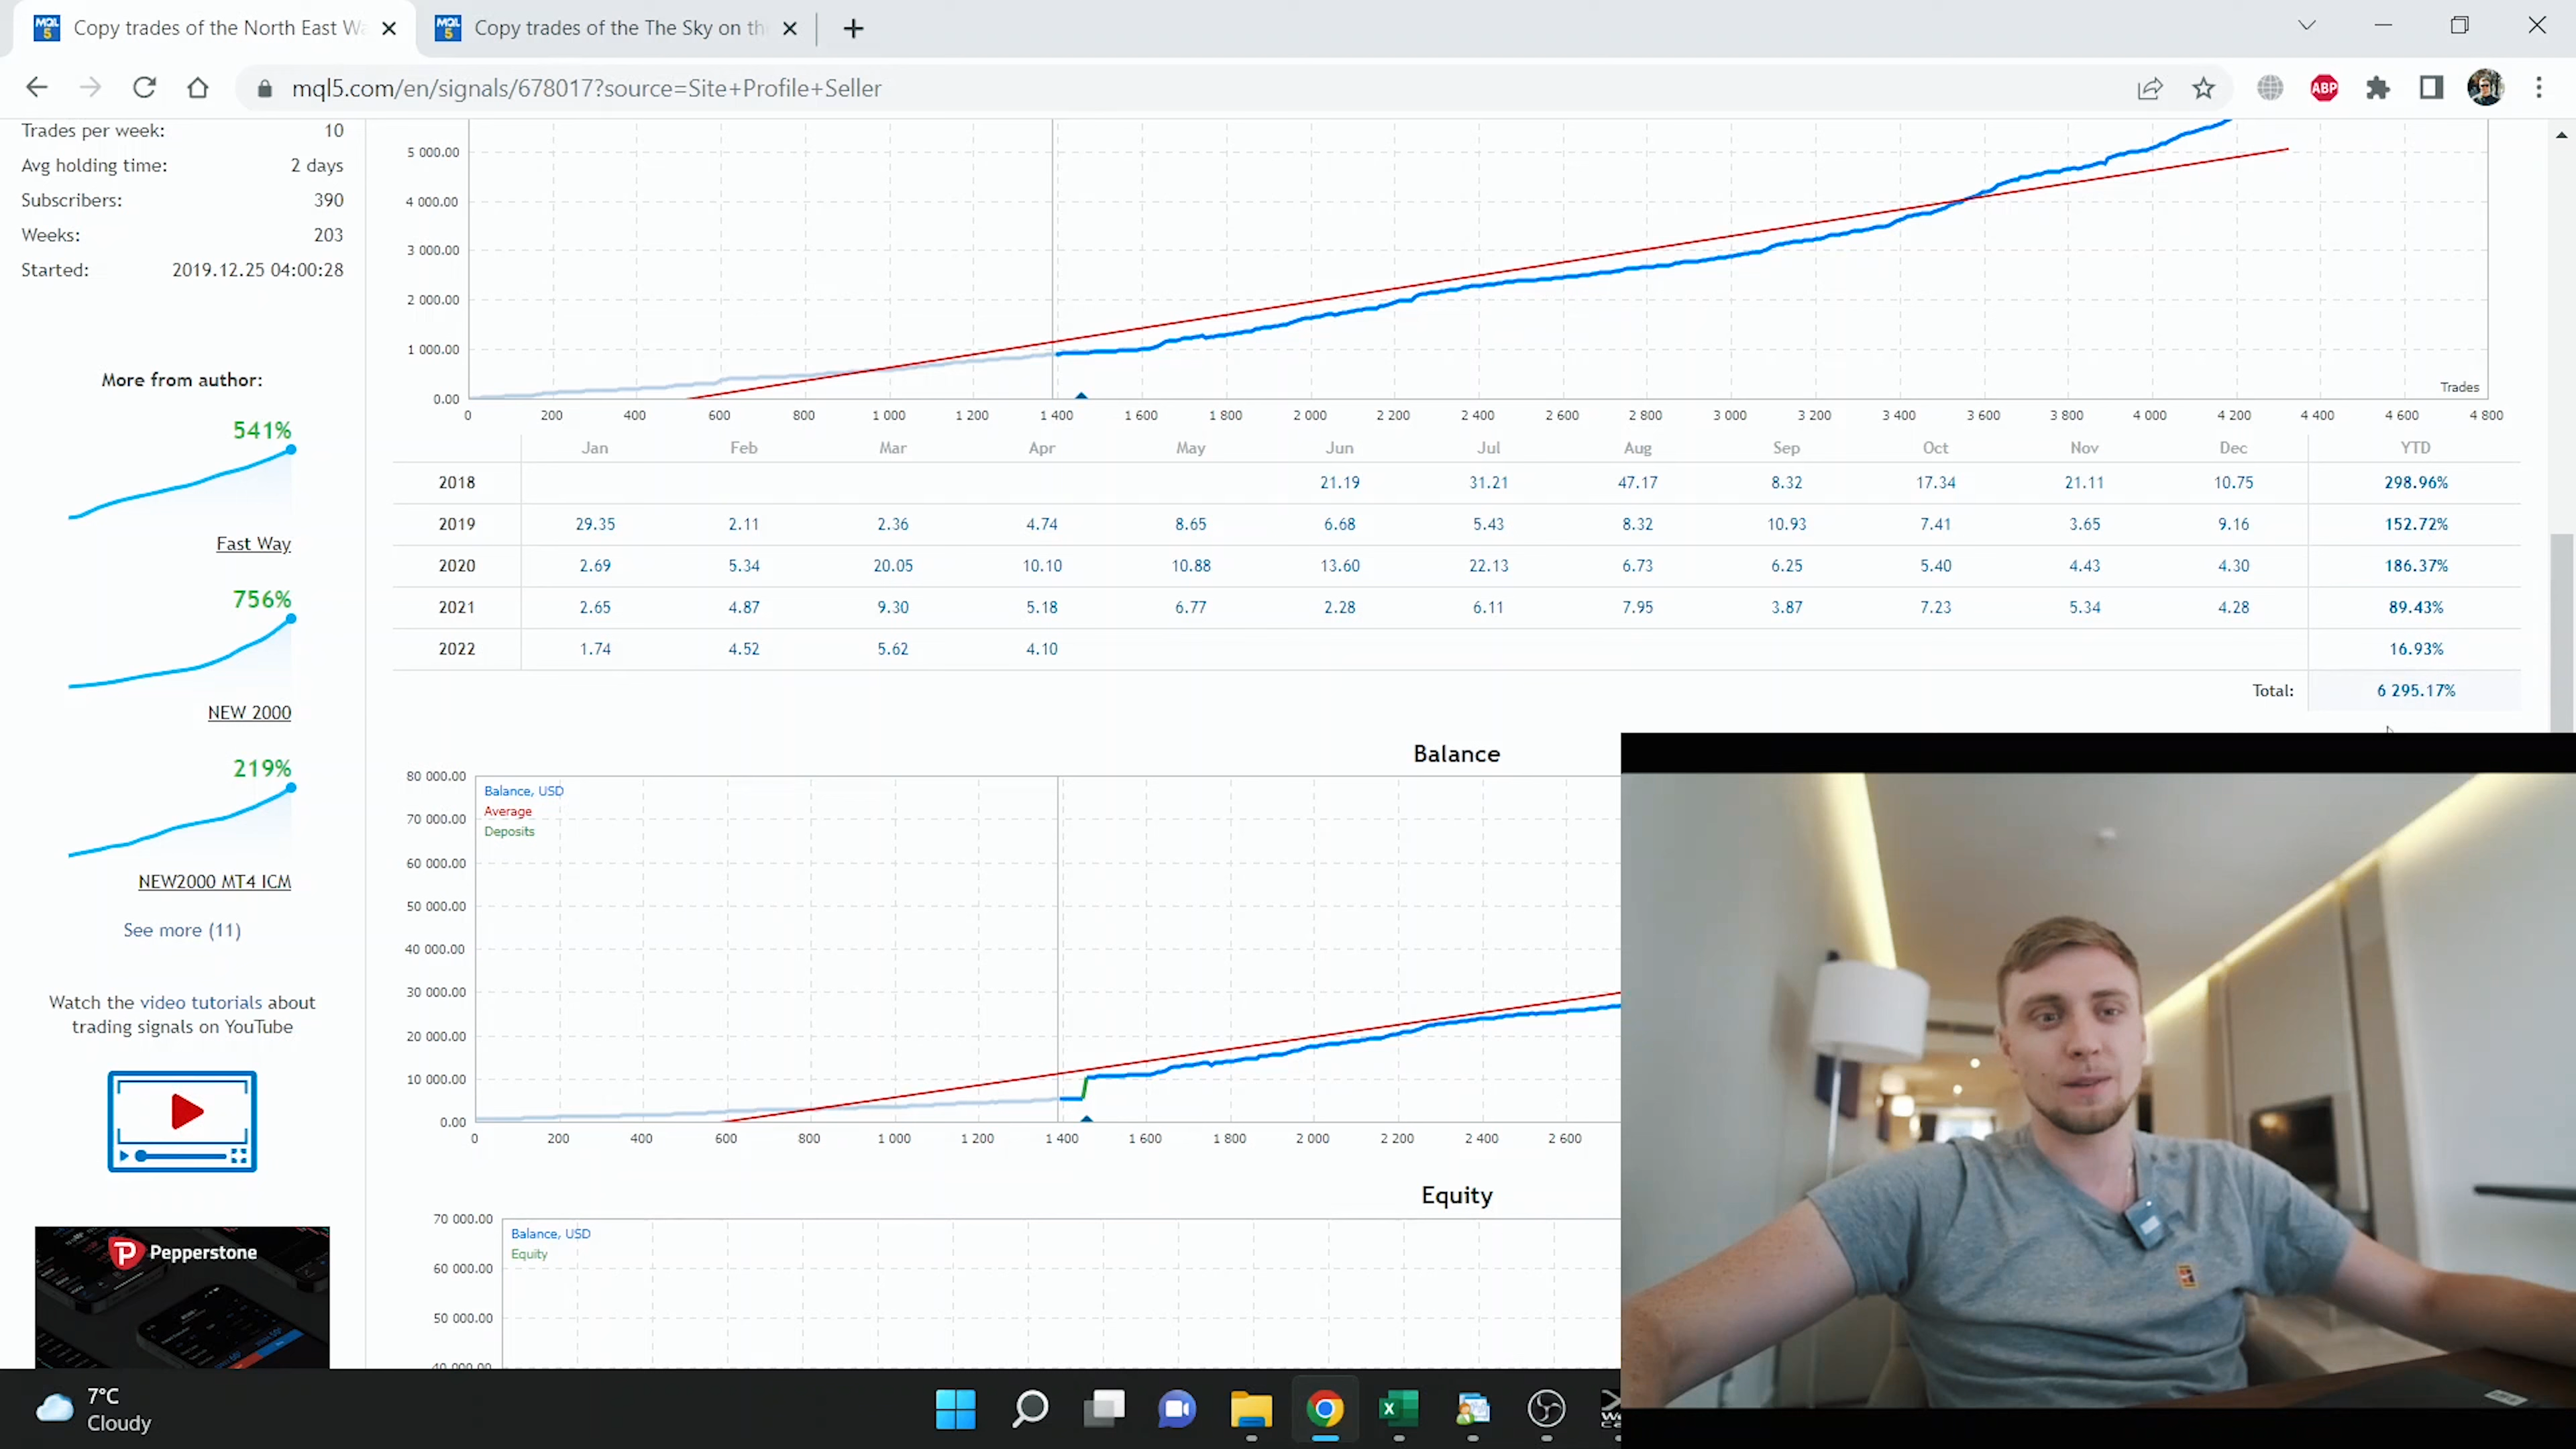 Copy trades of the North East Wa
Copy trades of the The Sky on th
mql5.com/en/signals/678017?source=Site+Profile+Seller
ABP
Trades per week: 10
Avg holding time: 2 days
Subscribers: 390
Weeks: 203
Started: 2019.12.25 04:00:28
More from author:
541%
Fast Way
756%
NEW 2000
219%
NEW2000 MT4 ICM
See more (11)
Watch the video tutorials about
trading signals on YouTube
Pepperstone
5 000.00
4 000.00
3 000.00
2 000.00
1 000.00
0.00
Trades
0 200 400 600 800 1 000 1 200 1 400 1 600 1 800 2 000 2 200 2 400 2 600 2 800 3 000 3 200 3 400 3 600 3 800 4 000 4 200 4 400 4 600 4 800
Jan Feb Mar Apr May Jun Jul Aug Sep Oct Nov Dec YTD
2018 21.19 31.21 47.17 8.32 17.34 21.11 10.75 298.96%
2019 29.35 2.11 2.36 4.74 8.65 6.68 5.43 8.32 10.93 7.41 3.65 9.16 152.72%
2020 2.69 5.34 20.05 10.10 10.88 13.60 22.13 6.73 6.25 5.40 4.43 4.30 186.37%
2021 2.65 4.87 9.30 5.18 6.77 2.28 6.11 7.95 3.87 7.23 5.34 4.28 89.43%
2022 1.74 4.52 5.62 4.10 16.93%
Total: 6 295.17%
Balance
80 000.00
Balance, USD
Average
70 000.00
Deposits
60 000.00
50 000.00
40 000.00
30 000.00
20 000.00
10 000.00
0.00
0 200 400 600 800 1 000 1 200 1 400 1 600 1 800 2 000 2 200 2 400 2 600
Equity
70 000.00
Balance, USD
Equity
60 000.00
50 000.00
40 000.00
7°C
Cloudy